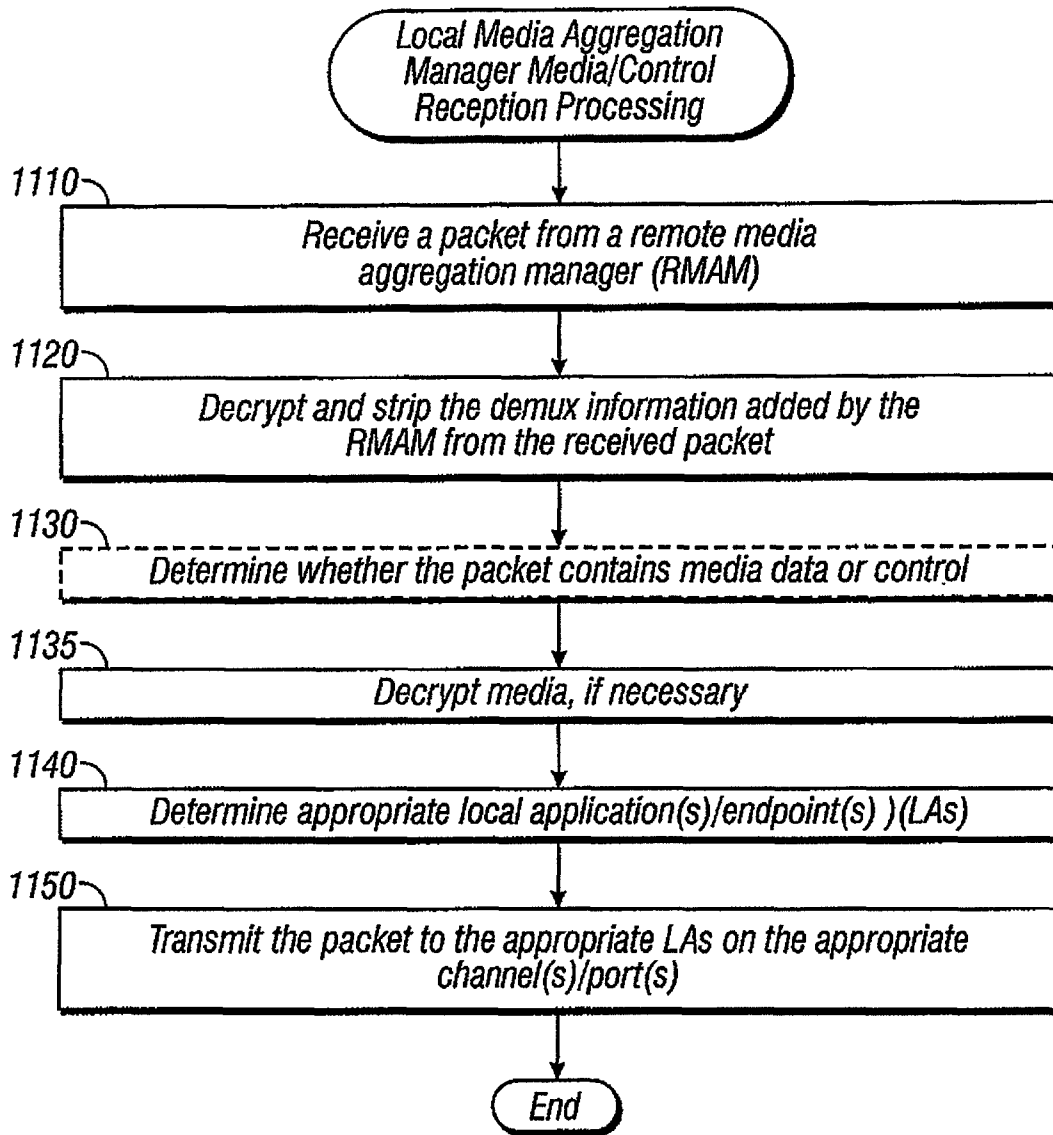 Local Media Aggregation
Manager Media/Control
Reception Processing
1110
Receive a packet from a remote media
aggregation manager (RMAM)
1120
Decrypt and strip the demux information added by the
RMAM from the received packet
1130
Determine whether the packet contains media data or control
1135
Decrypt media, if necessary
1140
Determine appropriate local application(s)/endpoint(s) )(LAs)
1150
Transmit the packet to the appropriate LAs on the appropriate
channel(s)/port(s)
End